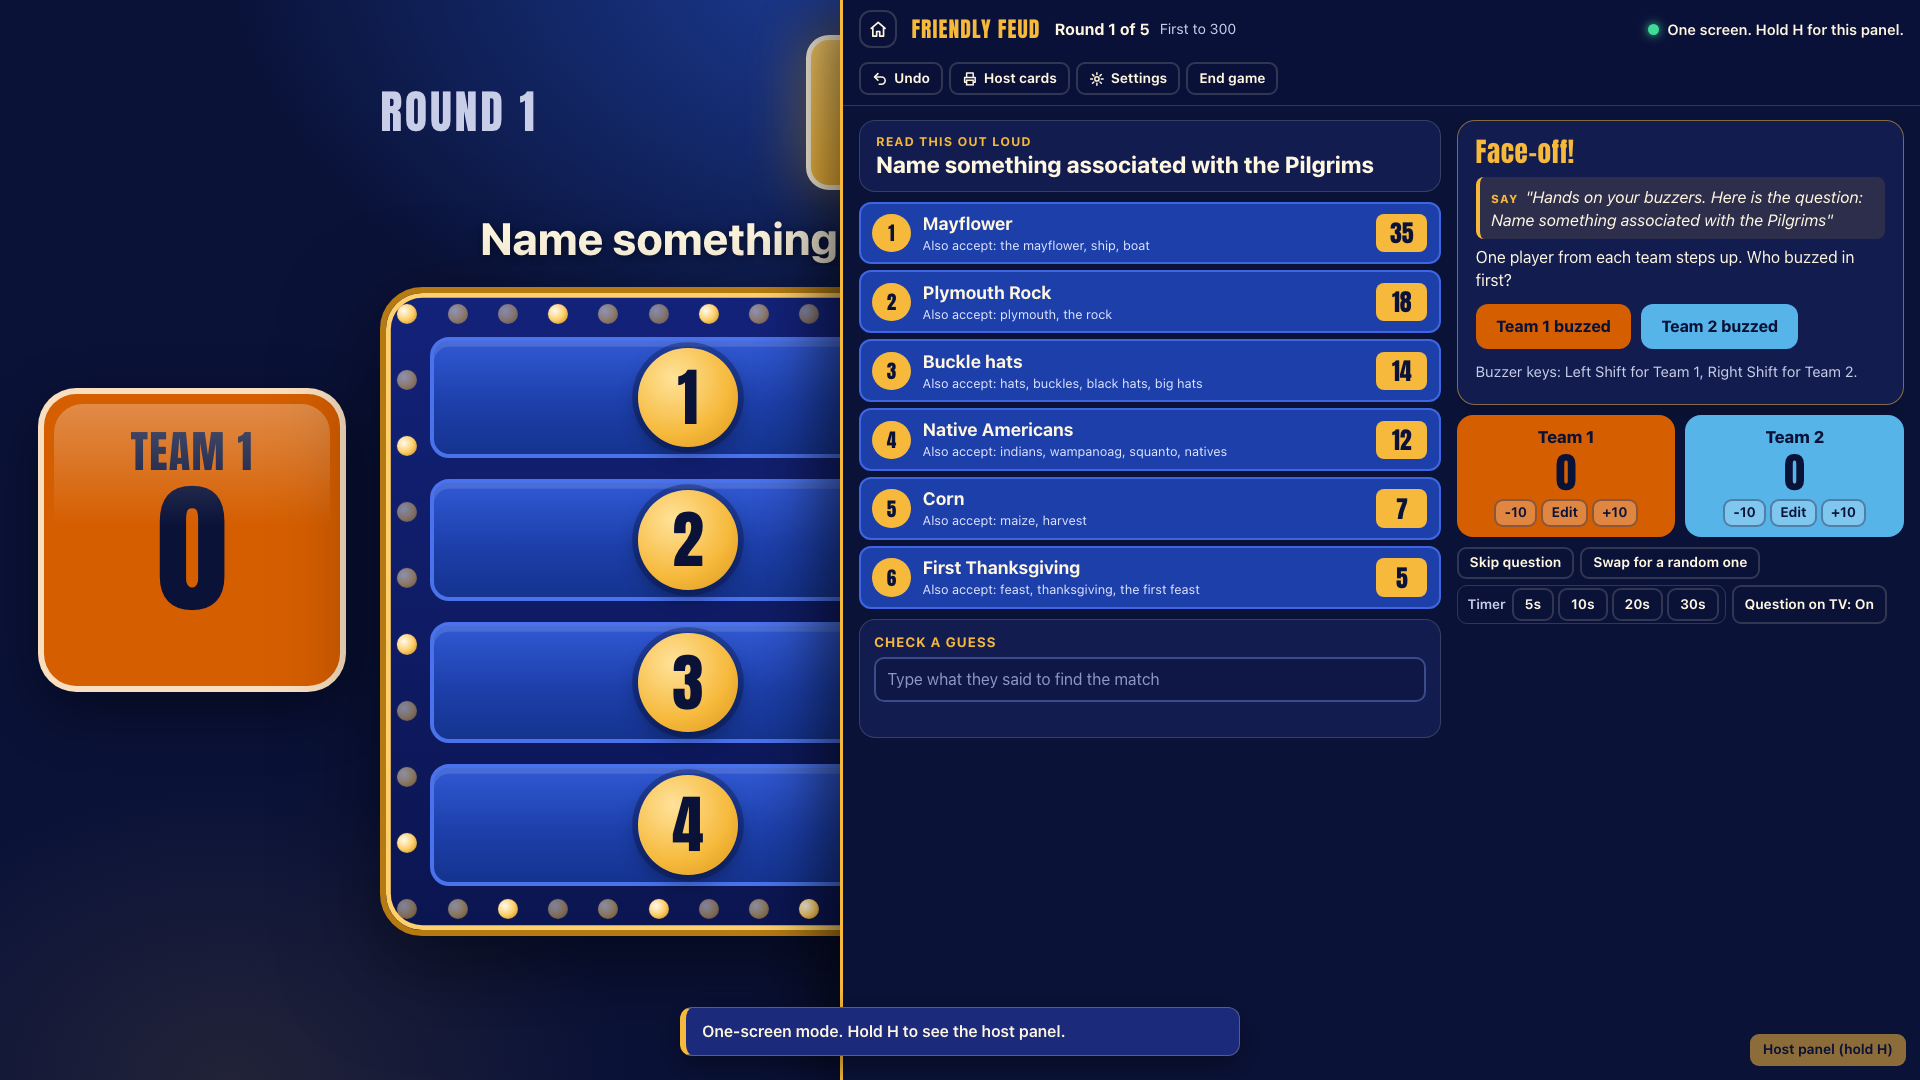 ROUND 1
Name something
TEAM 1
0
1
2
3
4
FRIENDLY FEUD
Round 1 of 5
First to 300
One screen. Hold H for this panel.
Undo
Host cards
Settings
End game
READ THIS OUT LOUD
Name something associated with the Pilgrims
1
Mayflower
Also accept: the mayflower, ship, boat
35
2
Plymouth Rock
Also accept: plymouth, the rock
18
3
Buckle hats
Also accept: hats, buckles, black hats, big hats
14
4
Native Americans
Also accept: indians, wampanoag, squanto, natives
12
5
Corn
Also accept: maize, harvest
7
6
First Thanksgiving
Also accept: feast, thanksgiving, the first feast
5
CHECK A GUESS
Type what they said to find the match
Face-off!
SAY "Hands on your buzzers. Here is the question:
Name something associated with the Pilgrims"
One player from each team steps up. Who buzzed in
first?
Team 1 buzzed
Team 2 buzzed
Buzzer keys: Left Shift for Team 1, Right Shift for Team 2.
Team 1
0
-10
Edit
+10
Team 2
0
-10
Edit
+10
Skip question
Swap for a random one
Timer
5s
10s
20s
30s
Question on TV: On
One-screen mode. Hold H to see the host panel.
Host panel (hold H)